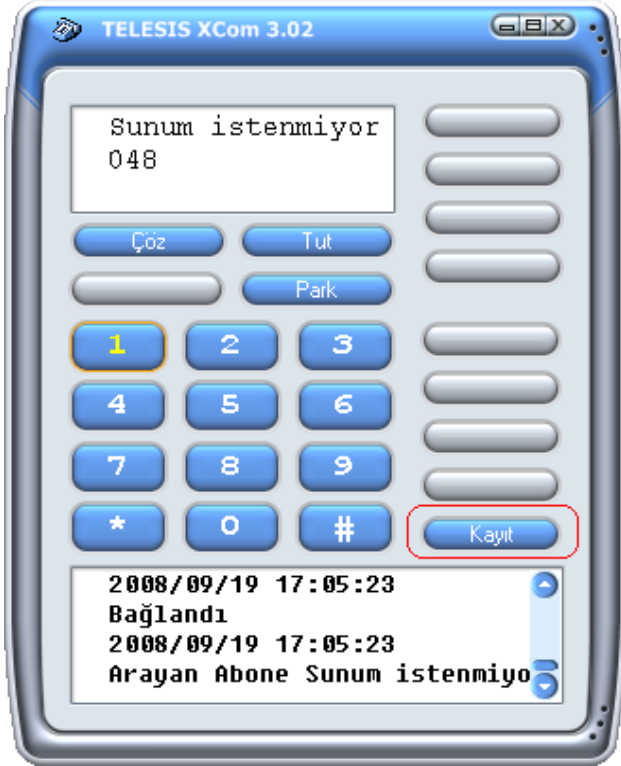 TELESIS XCom 3.02
Sunum istenmiyor
048
Çöz Tut
Park
1 2 3
4 5 6
7 8 9
* 0 #
Kayıt
2008/09/19 17:05:23
Bağlandı
2008/09/19 17:05:23
Arayan Abone Sunum istenmiyo